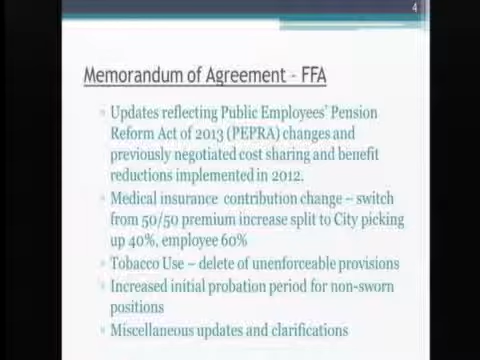 4
Memorandum of Agreement – FFA
Updates reflecting Public Employees' Pension
Reform Act of 2013 (PEPRA) changes and
previously negotiated cost sharing and benefit
reductions implemented in 2012.
Medical insurance contribution change – switch
from 50/50 premium increase split to City picking
up 40%, employee 60%
Tobacco Use – delete of unenforceable provisions
Increased initial probation period for non-sworn
positions
Miscellaneous updates and clarifications